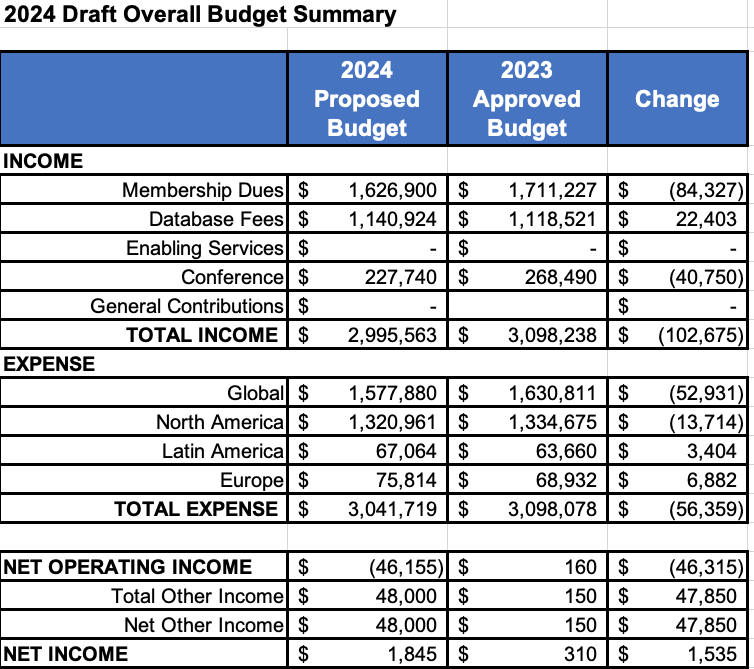 2024 Draft Overall Budget Summary
2024 Proposed Budget 2023 Approved Budget Change
INCOME
Membership Dues $ 1,626,900 $ 1,711,227 $ (84,327)
Database Fees $ 1,140,924 $ 1,118,521 $ 22,403
Enabling Services $ - $ - $ -
Conference $ 227,740 $ 268,490 $ (40,750)
General Contributions $ - $ -
TOTAL INCOME $ 2,995,563 $ 3,098,238 $ (102,675)
EXPENSE
Global $ 1,577,880 $ 1,630,811 $ (52,931)
North America $ 1,320,961 $ 1,334,675 $ (13,714)
Latin America $ 67,064 $ 63,660 $ 3,404
Europe $ 75,814 $ 68,932 $ 6,882
TOTAL EXPENSE $ 3,041,719 $ 3,098,078 $ (56,359)
NET OPERATING INCOME $ (46,155) $ 160 $ (46,315)
Total Other Income $ 48,000 $ 150 $ 47,850
Net Other Income $ 48,000 $ 150 $ 47,850
NET INCOME $ 1,845 $ 310 $ 1,535